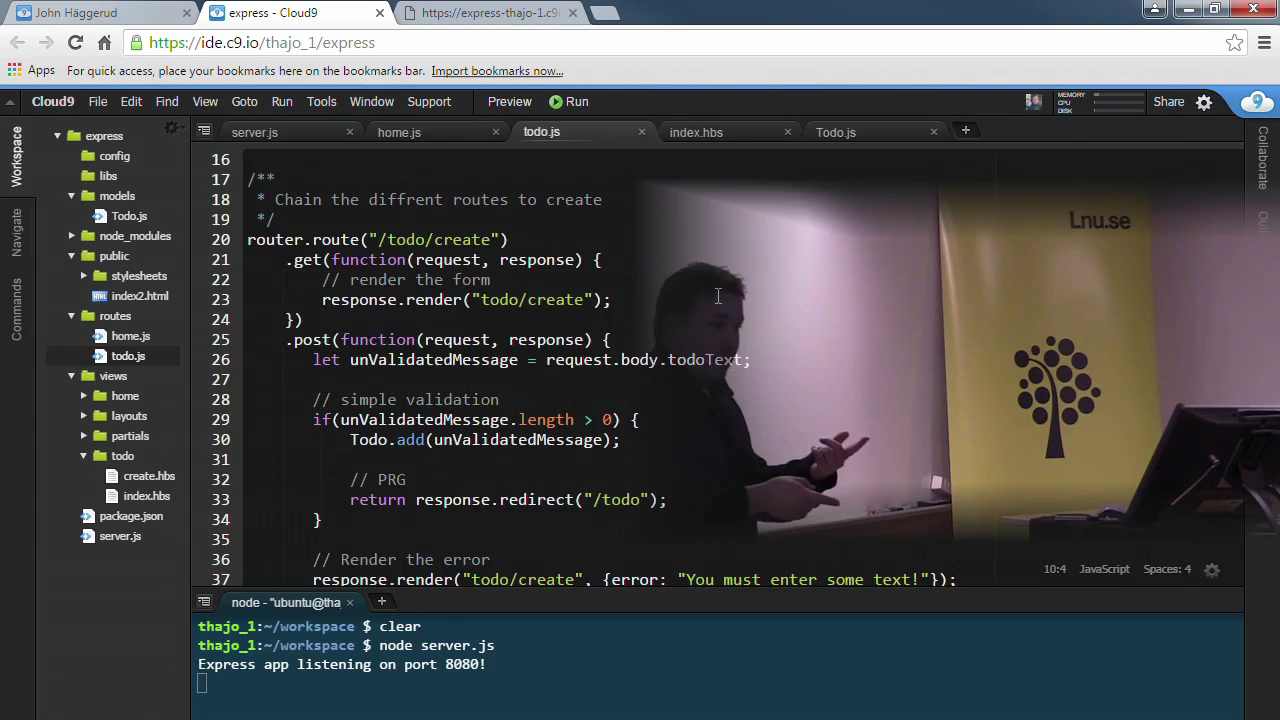 John Häggerud
express - Cloud9
https://express-thajo-1.c9
https://ide.c9.io/thajo_1/express
Apps
For quick access, place your bookmarks here on the bookmarks bar. Import bookmarks now...
Cloud9 File Edit Find View Goto Run Tools Window Support Preview Run
MEMORY
CPU
DISK
Share
Workspace
Navigate
Commands
Collaborate
Outl
express
config
libs
models
Todo.js
node_modules
public
stylesheets
index2.html
routes
home.js
todo.js
views
home
layouts
partials
todo
create.hbs
index.hbs
package.json
server.js
server.js home.js todo.js index.hbs Todo.js
16
17 /**
18 * Chain the diffrent routes to create
19 */
20 router.route("/todo/create")
21 .get(function(request, response) {
22 // render the form
23 response.render("todo/create");
24 })
25 .post(function(request, response) {
26 let unValidatedMessage = request.body.todoText;
27
28 // simple validation
29 if(unValidatedMessage.length > 0) {
30 Todo.add(unValidatedMessage);
31
32 // PRG
33 return response.redirect("/todo");
34 }
35
36 // Render the error
37 response.render("todo/create", {error: "You must enter some text!"});
Lnu.se
10:4 JavaScript Spaces: 4
node - "ubuntu@tha
thajo_1:~/workspace $ clear
thajo_1:~/workspace $ node server.js
Express app listening on port 8080!